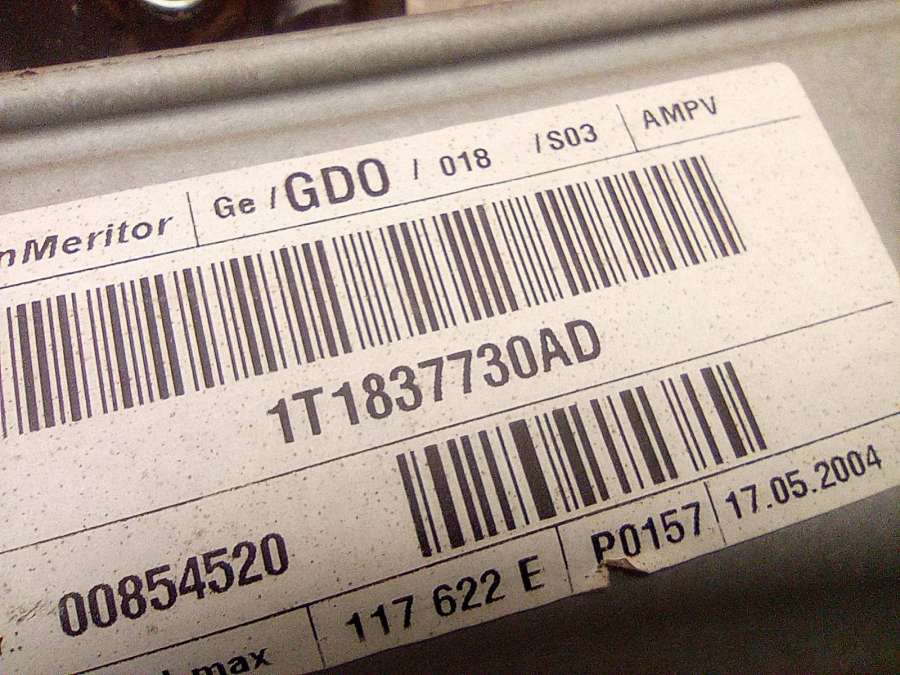 nMeritor Ge /GDO / 018 /S03 AMPV
1T1837730AD
00854520
117 622 E P0157 17.05.2004
max